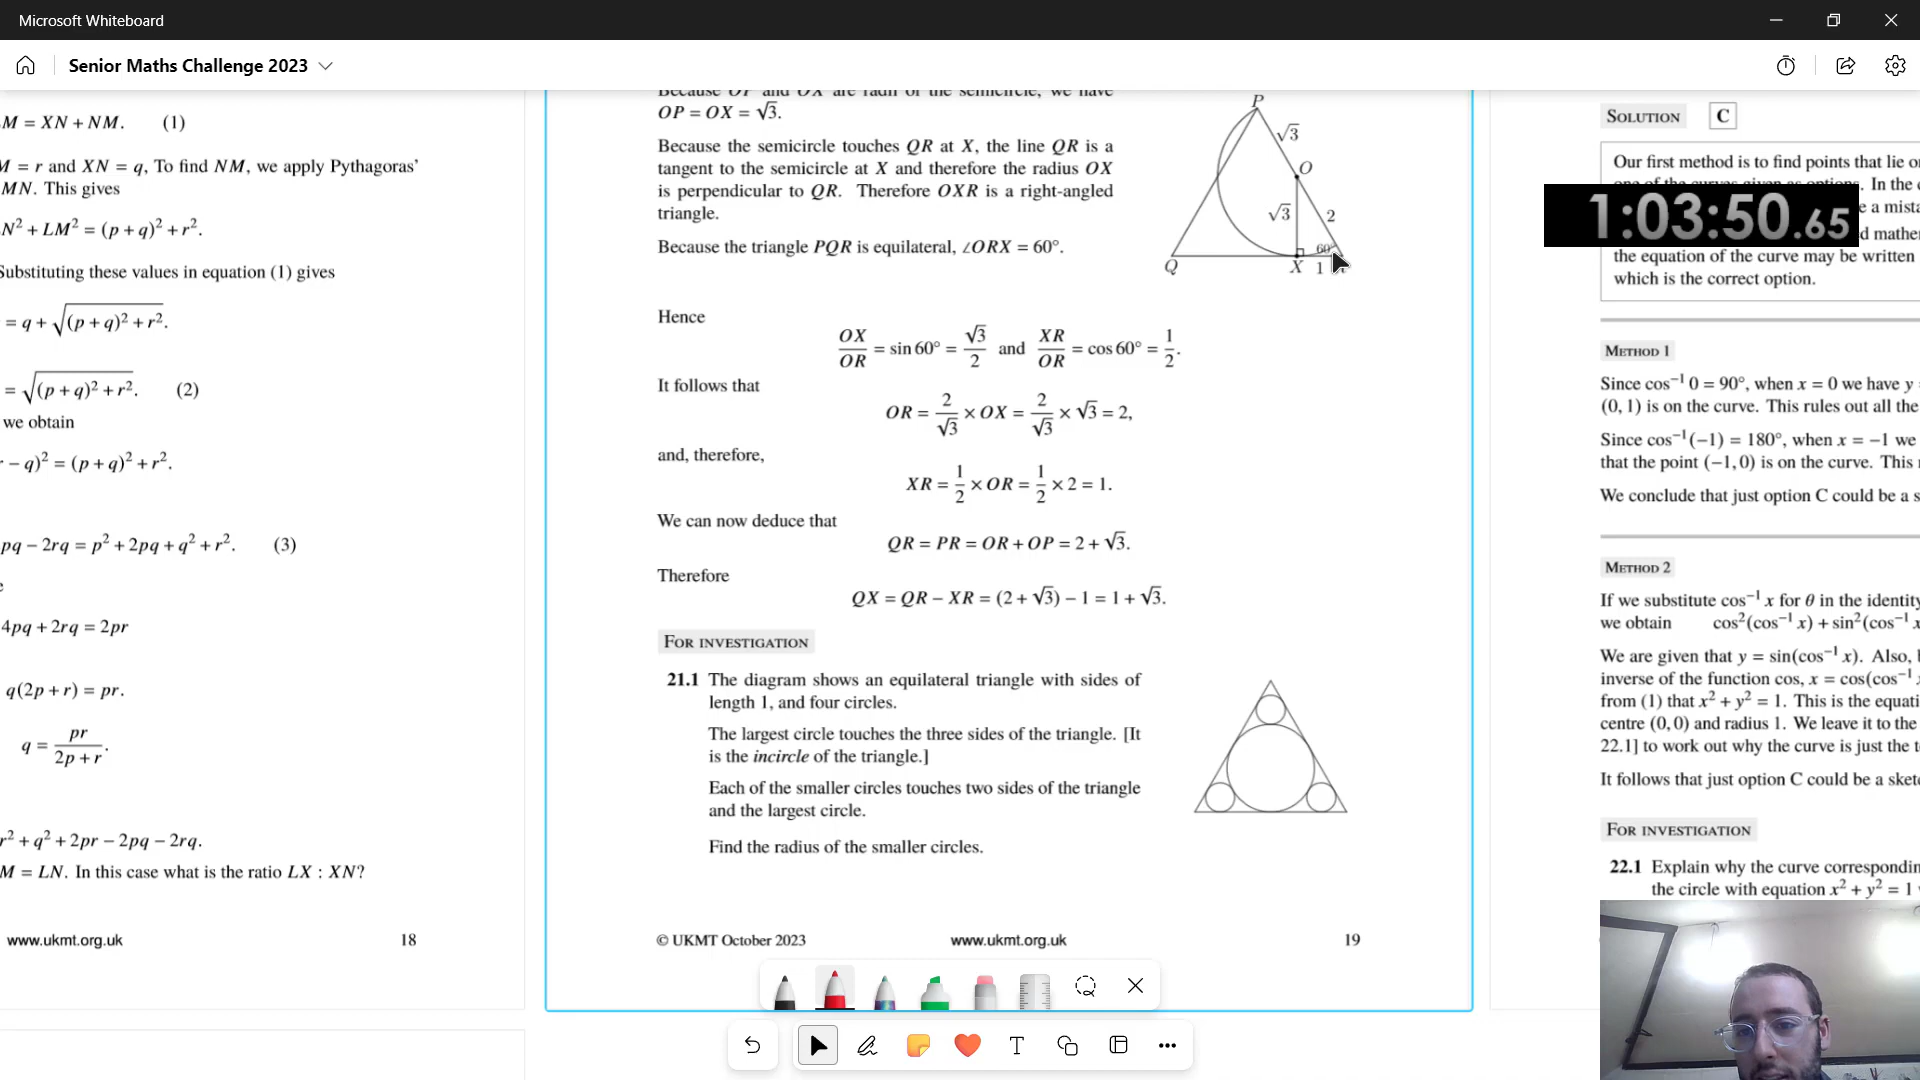 Microsoft Whiteboard
Senior Maths Challenge 2023
M = XN + NM. (1)
M = r and XN = q, To find NM, we apply Pythagoras'
MN. This gives
N² + LM² = (p + q)² + r².
Substituting these values in equation (1) gives
= q + √((p + q)² + r²).
= √((p + q)² + r²). (2)
we obtain
r − q)² = (p + q)² + r².
pq − 2rq = p² + 2pq + q² + r². (3)
4pq + 2rq = 2pr
q(2p + r) = pr.
q = pr/(2p + r).
r² + q² + 2pr − 2pq − 2rq.
M = LN. In this case what is the ratio LX : XN?
www.ukmt.org.uk 18
Because OP and OX are radii of the semicircle, we have
OP = OX = √3.
Because the semicircle touches QR at X, the line QR is a
tangent to the semicircle at X and therefore the radius OX
is perpendicular to QR. Therefore OXR is a right-angled
triangle.
Because the triangle PQR is equilateral, ∠ORX = 60°.
P
√3
O
√3
2
60°
Q
X
1
Hence
OX/OR = sin 60° = √3/2 and XR/OR = cos 60° = 1/2.
It follows that
OR = 2/√3 × OX = 2/√3 × √3 = 2,
and, therefore,
XR = 1/2 × OR = 1/2 × 2 = 1.
We can now deduce that
QR = PR = OR + OP = 2 + √3.
Therefore
QX = QR − XR = (2 + √3) − 1 = 1 + √3.
FOR INVESTIGATION
21.1 The diagram shows an equilateral triangle with sides of
length 1, and four circles.
The largest circle touches the three sides of the triangle. [It
is the incircle of the triangle.]
Each of the smaller circles touches two sides of the triangle
and the largest circle.
Find the radius of the smaller circles.
© UKMT October 2023 www.ukmt.org.uk 19
SOLUTION C
Our first method is to find points that lie
In the
1:03:50.65
e a mist
d mathe
the equation of the curve may be written
which is the correct option.
METHOD 1
Since cos⁻¹ 0 = 90°, when x = 0 we have y
(0, 1) is on the curve. This rules out all the
Since cos⁻¹(−1) = 180°, when x = −1 we
that the point (−1, 0) is on the curve. This
We conclude that just option C could be a s
METHOD 2
If we substitute cos⁻¹ x for θ in the identity
we obtain cos²(cos⁻¹ x) + sin²(cos⁻¹ x
We are given that y = sin(cos⁻¹ x). Also,
inverse of the function cos, x = cos(cos⁻¹
from (1) that x² + y² = 1. This is the equati
centre (0, 0) and radius 1. We leave it to the
22.1] to work out why the curve is just the t
It follows that just option C could be a sket
FOR INVESTIGATION
22.1 Explain why the curve correspondin
the circle with equation x² + y² = 1